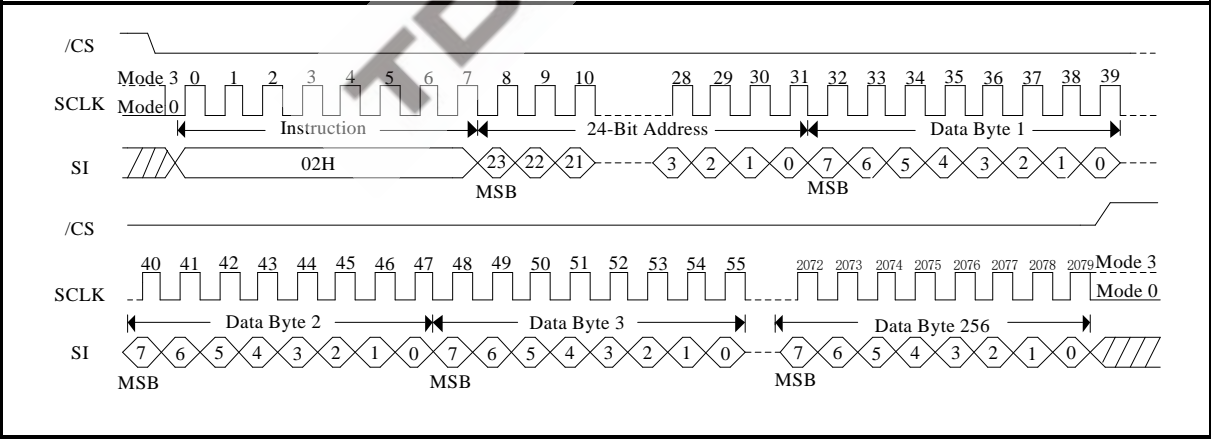 /CS
Mode 3 0 1 2 3 4 5 6 7 8 9 10 28 29 30 31 32 33 34 35 36 37 38 39
SCLK Mode 0
Instruction 24-Bit Address Data Byte 1
SI 02H 23 22 21 3 2 1 0 7 6 5 4 3 2 1 0
MSB MSB
/CS
40 41 42 43 44 45 46 47 48 49 50 51 52 53 54 55 2072 2073 2074 2075 2076 2077 2078 2079 Mode 3
SCLK Mode 0
Data Byte 2 Data Byte 3 Data Byte 256
SI 7 6 5 4 3 2 1 0 7 6 5 4 3 2 1 0 7 6 5 4 3 2 1 0
MSB MSB MSB